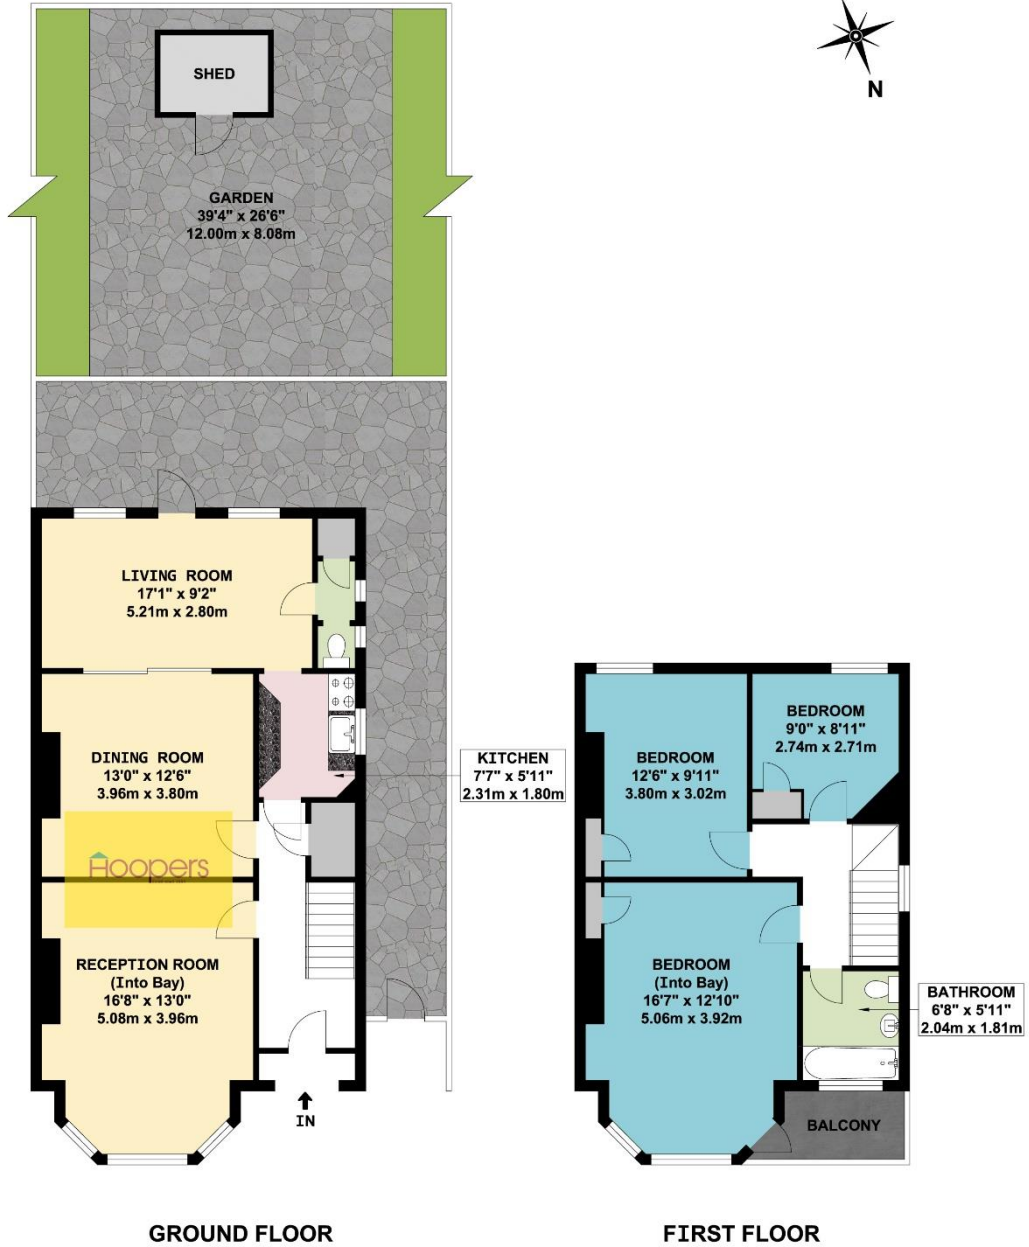 N
SHED
GARDEN
39'4" x 26'6"
12.00m x 8.08m
LIVING ROOM
17'1" x 9'2"
5.21m x 2.80m
DINING ROOM
13'0" x 12'6"
3.96m x 3.80m
KITCHEN
7'7" x 5'11"
2.31m x 1.80m
Hoopers
RECEPTION ROOM
(Into Bay)
16'8" x 13'0"
5.08m x 3.96m
IN
GROUND FLOOR
BEDROOM
9'0" x 8'11"
2.74m x 2.71m
BEDROOM
12'6" x 9'11"
3.80m x 3.02m
BEDROOM
(Into Bay)
16'7" x 12'10"
5.06m x 3.92m
BATHROOM
6'8" x 5'11"
2.04m x 1.81m
BALCONY
FIRST FLOOR